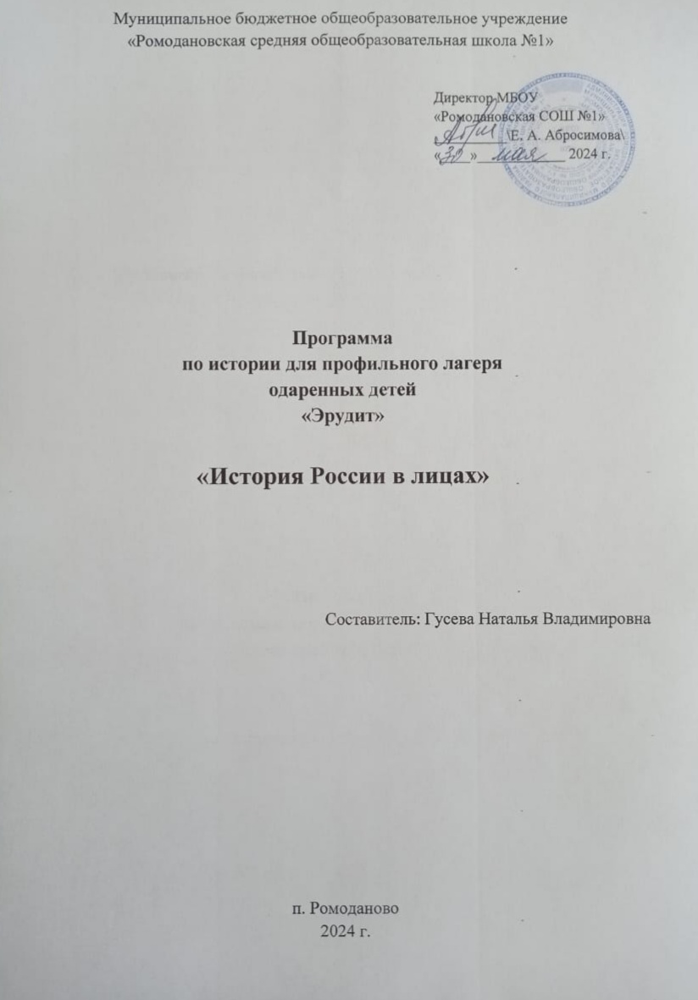 Муниципальное бюджетное общеобразовательное учреждение
«Ромодановская средняя общеобразовательная школа №1»
Директор МБОУ
«Ромодановская СОШ №1»
\Е. А. Абросимова\
«30» мая 2024 г.
Программа
по истории для профильного лагеря
одаренных детей
«Эрудит»
«История России в лицах»
Составитель: Гусева Наталья Владимировна
п. Ромоданово
2024 г.